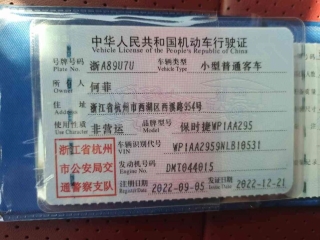 中华人民共和国机动车行驶证
Vehicle License of the People's Republic of China
号牌号码 浙A89U7U 车辆类型 小型普通客车
Plate No. Vehicle Type
所有人 何菲
Owner
住址 浙江省杭州市西湖区西溪路954号
Address
使用性质 非营运 品牌型号 保时捷WP1AA295
Use Character Model
浙江省杭州
市公安局交
通警察支队
车辆识别代号 WP1AA2959NLB10531
VIN
发动机号码 DMT044015
Engine No.
注册日期 2022-09-05 发证日期 2022-12-21
Register Date Issue Date